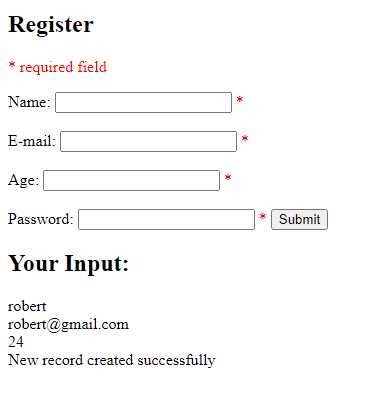 Register
* required field
Name: *
E-mail: *
Age: *
Password: * Submit
Your Input:
robert
robert@gmail.com
24
New record created successfully